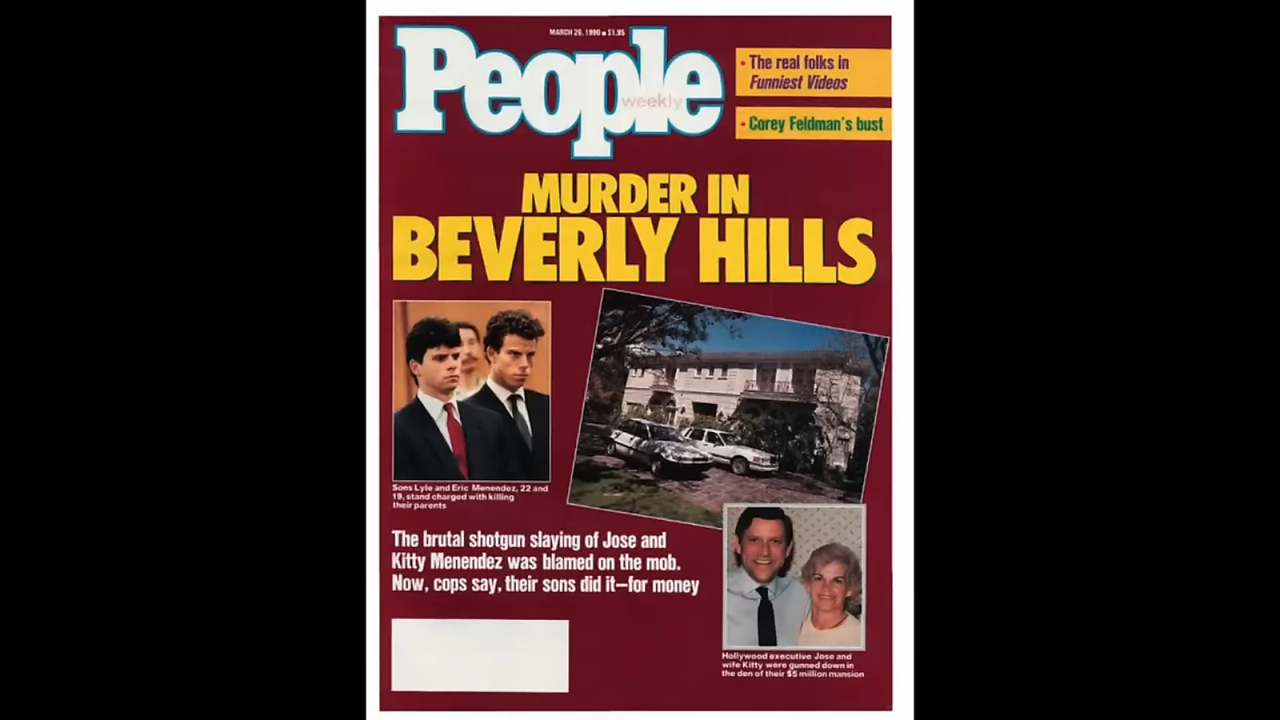 MARCH 26, 1990 ■ $1.95
People
weekly
• The real folks in
Funniest Videos
• Corey Feldman's bust
MURDER IN
BEVERLY HILLS
Sons Lyle and Eric Menendez, 22 and
19, stand charged with killing
their parents
The brutal shotgun slaying of Jose and
Kitty Menendez was blamed on the mob.
Now, cops say, their sons did it—for money
Hollywood executive Jose and
wife Kitty were gunned down in
the den of their $5 million mansion